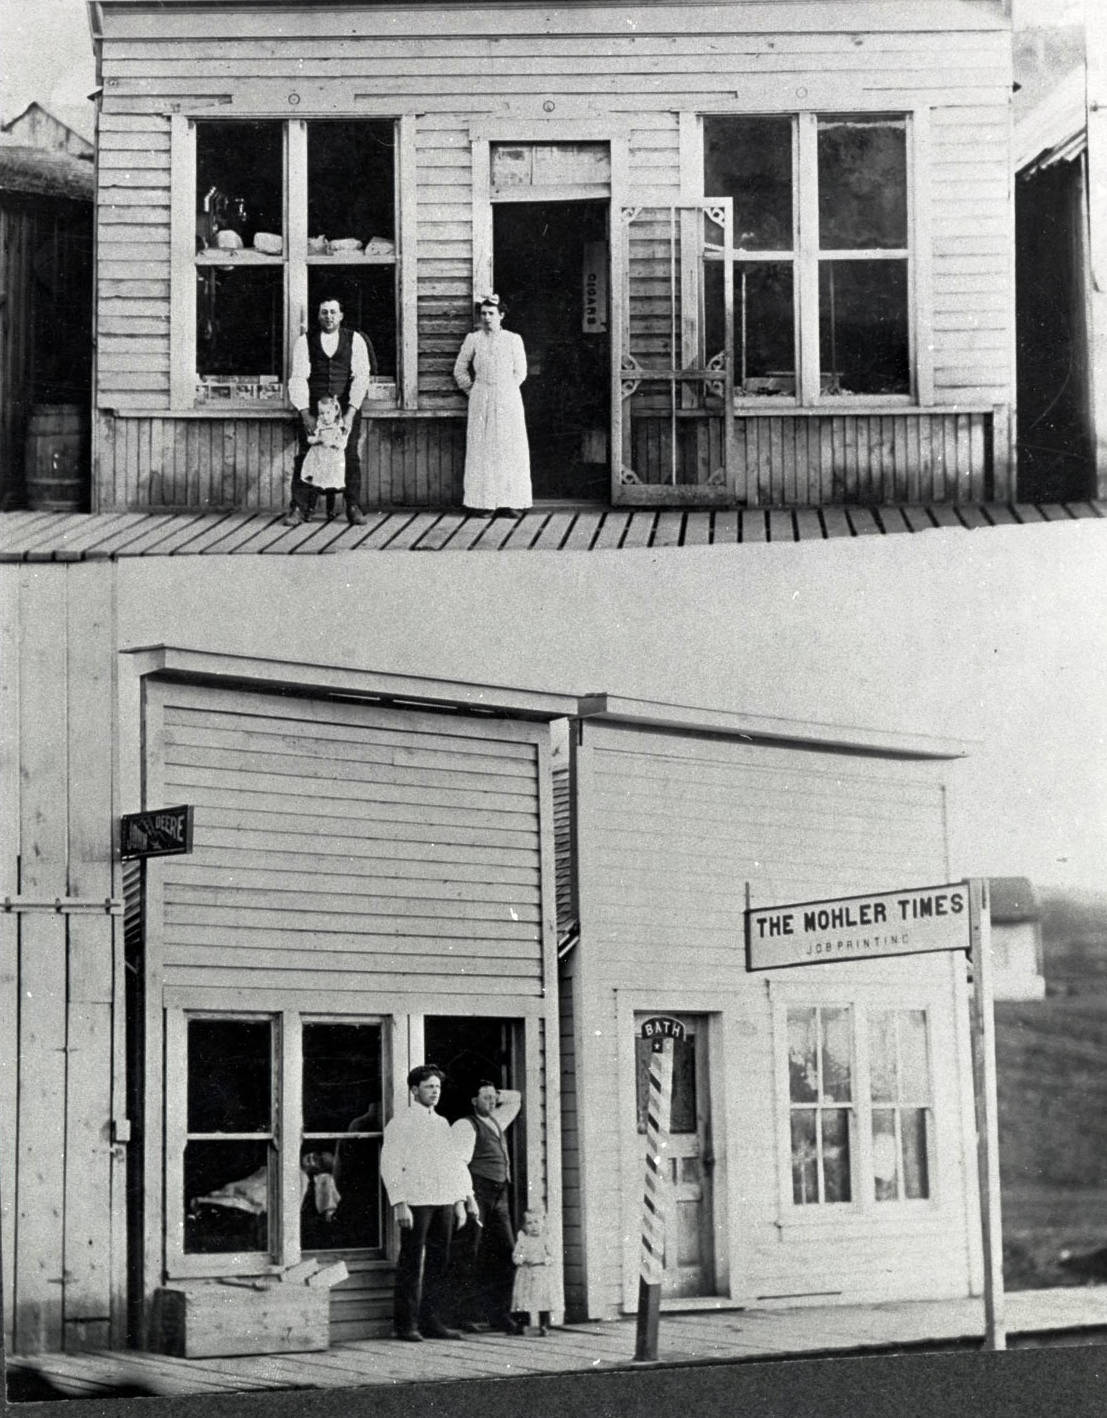 CIGARS
JOHN DEERE
THE MOHLER TIMES
JOB PRINTING
BATH